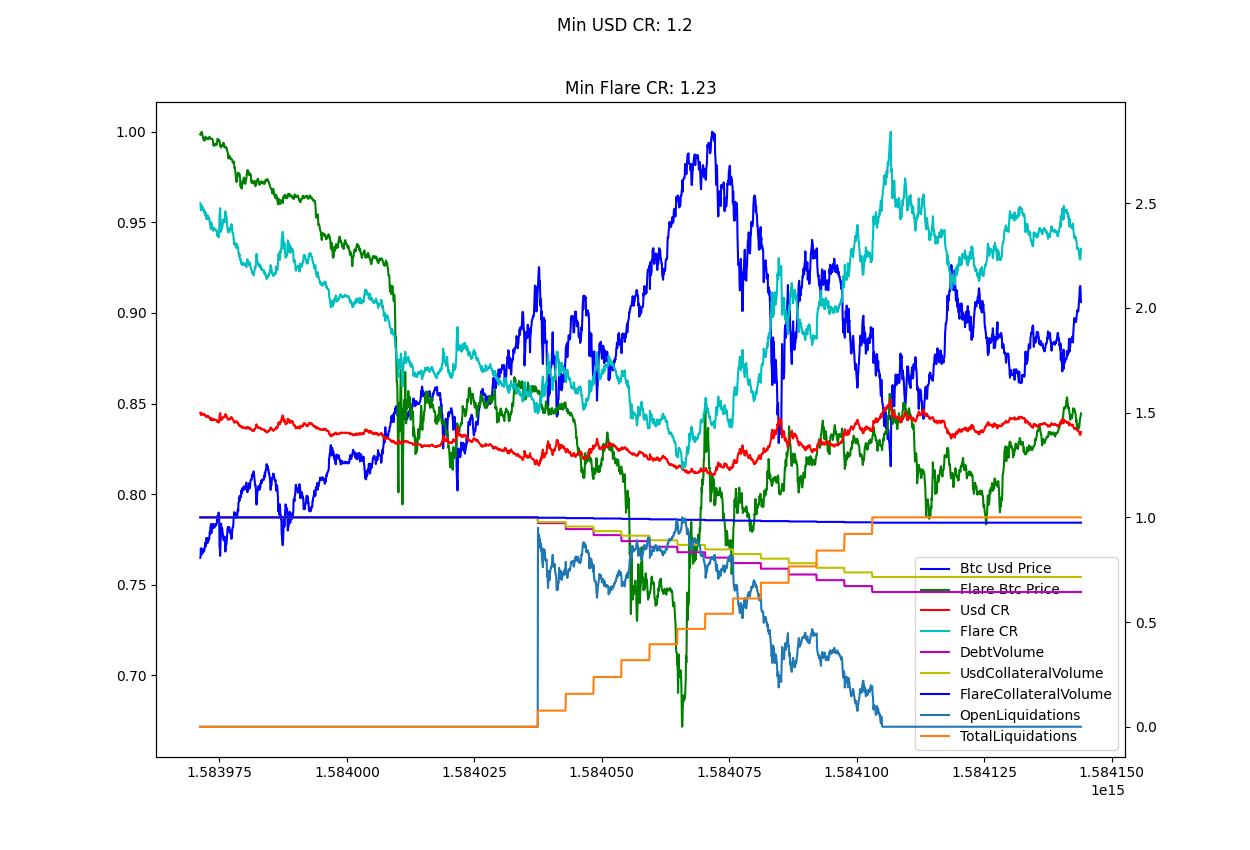 Min USD CR: 1.2
Min Flare CR: 1.23
1.00
0.95
0.90
0.85
0.80
0.75
0.70
2.5
2.0
1.5
1.0
0.5
0.0
Btc Usd Price
Flare Btc Price
Usd CR
Flare CR
DebtVolume
UsdCollateralVolume
FlareCollateralVolume
OpenLiquidations
TotalLiquidations
1.583975 1.584000 1.584025 1.584050 1.584075 1.584100 1.584125 1.584150
1e15